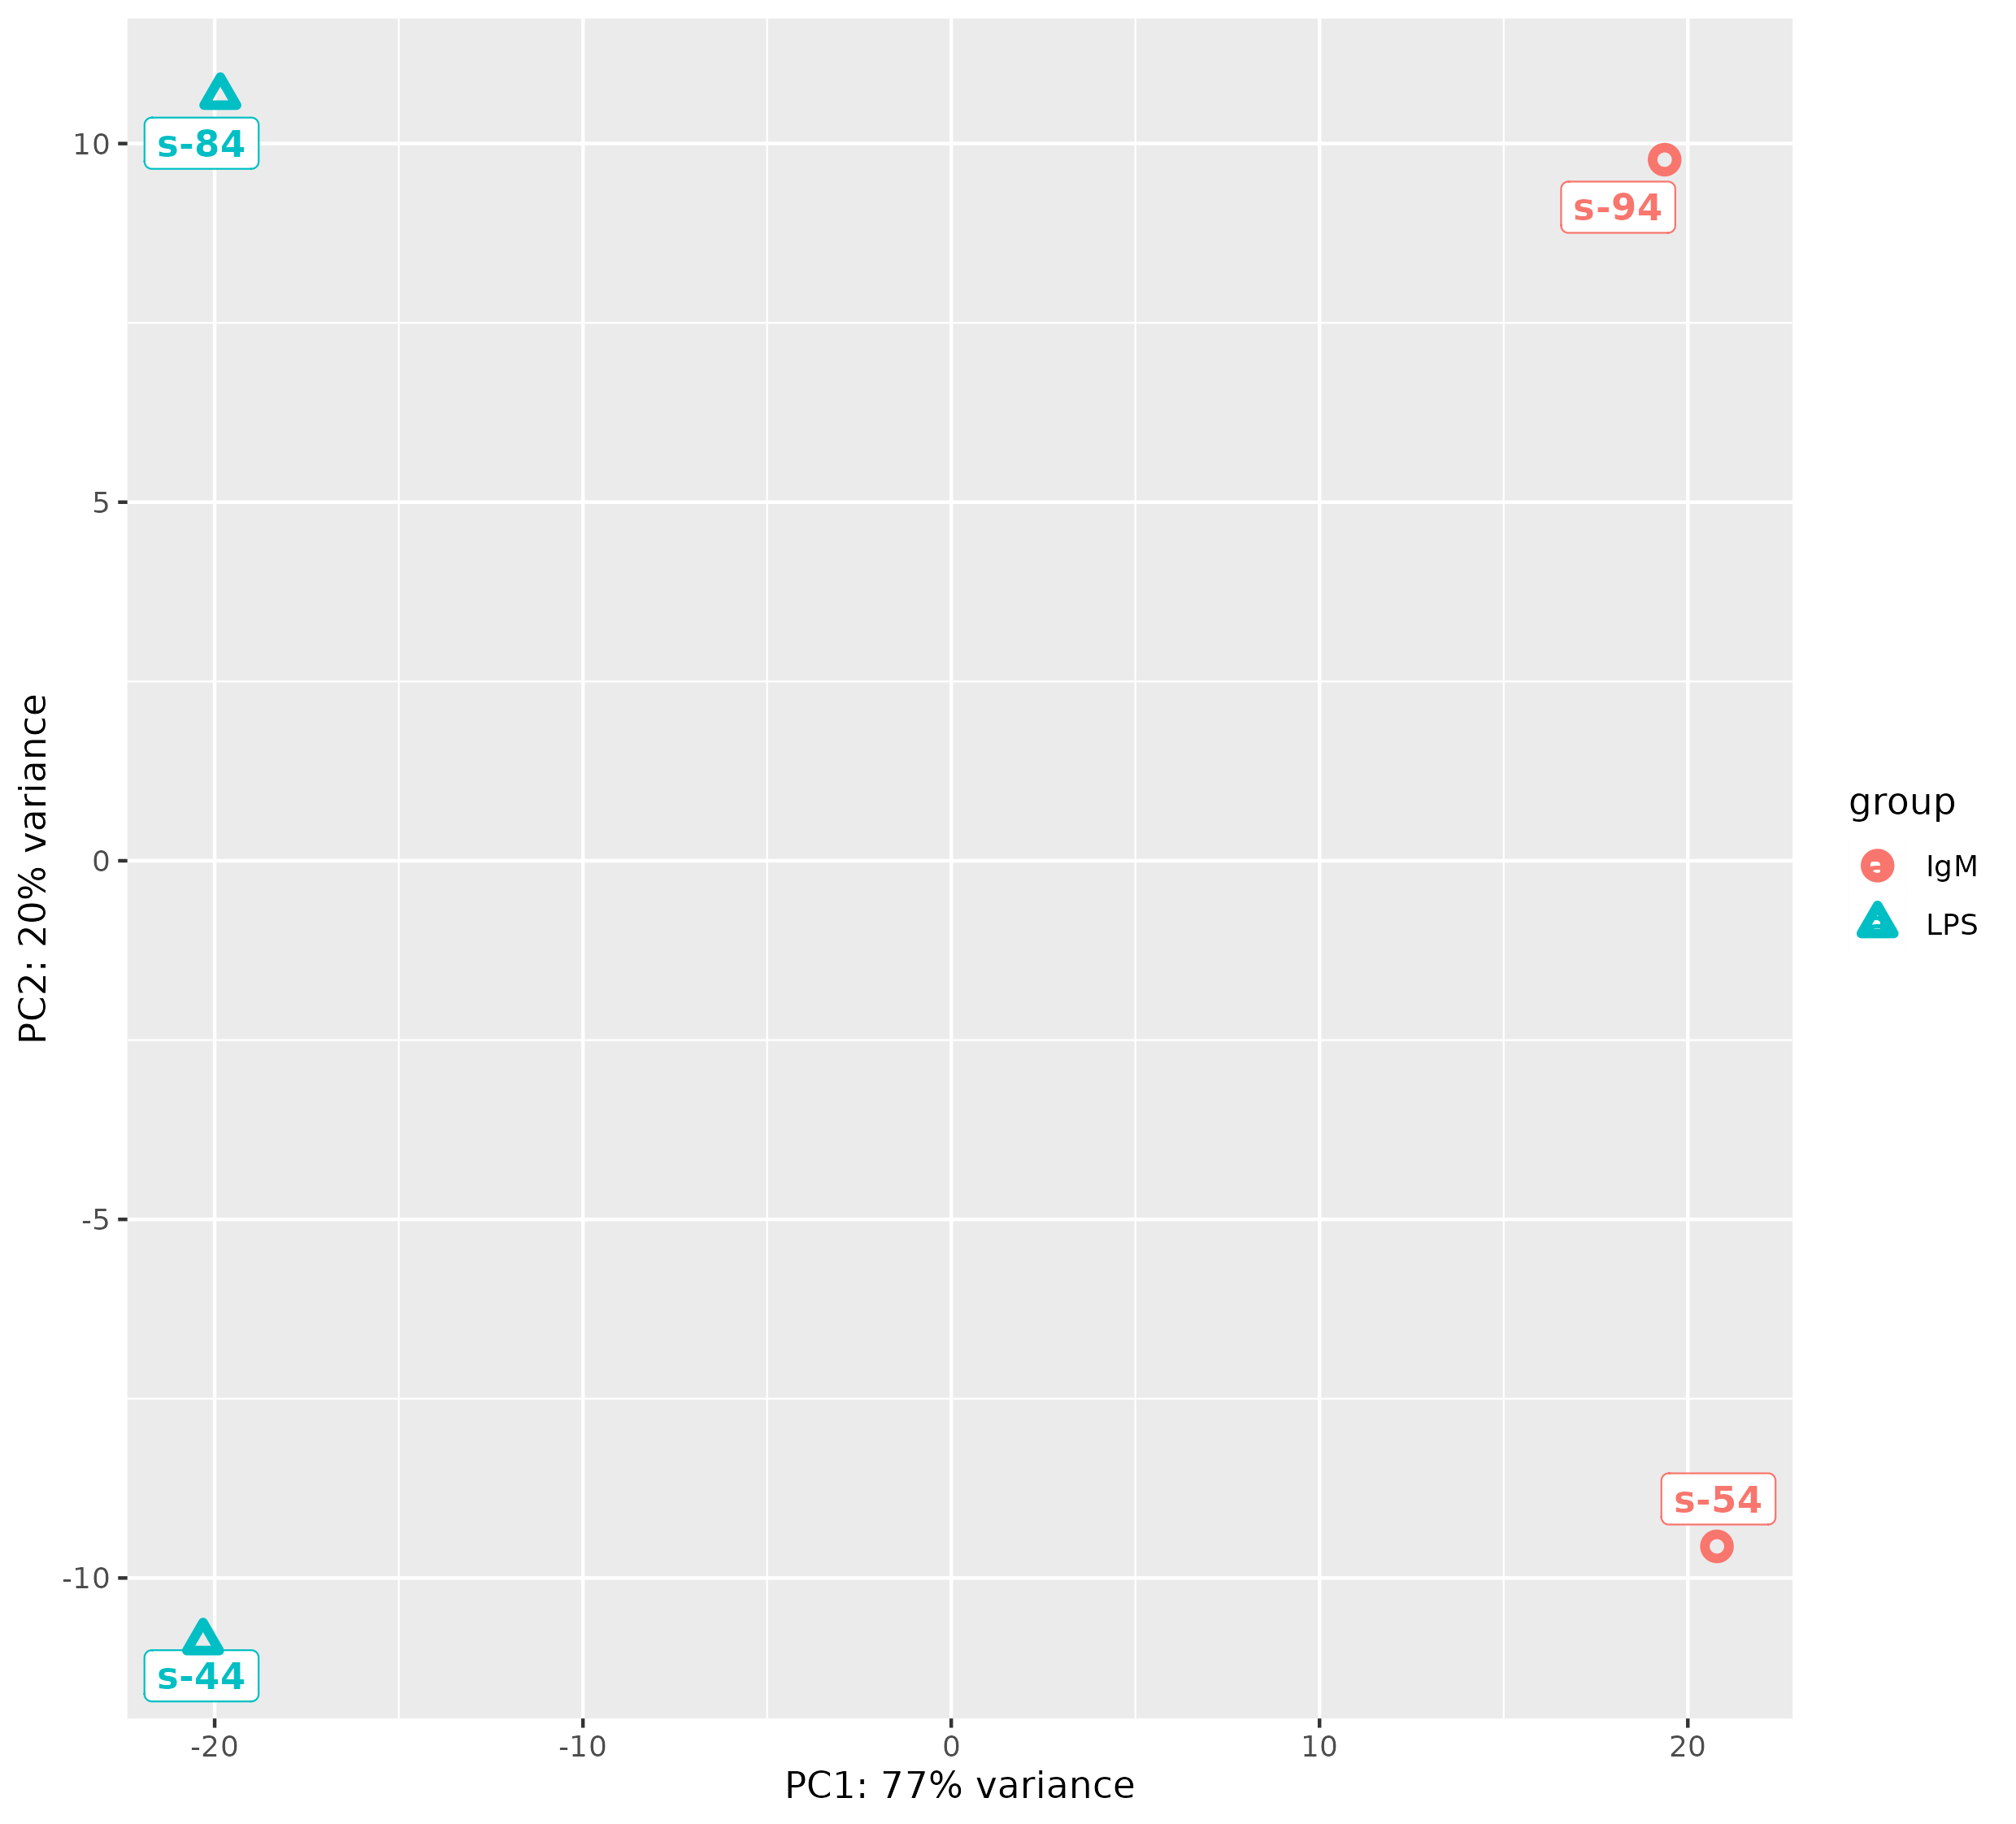 s-84
10
s-94
5
PC2: 20% variance
0
group
a IgM
a LPS
-5
s-54
-10
s-44
-20 -10 0 10 20
PC1: 77% variance